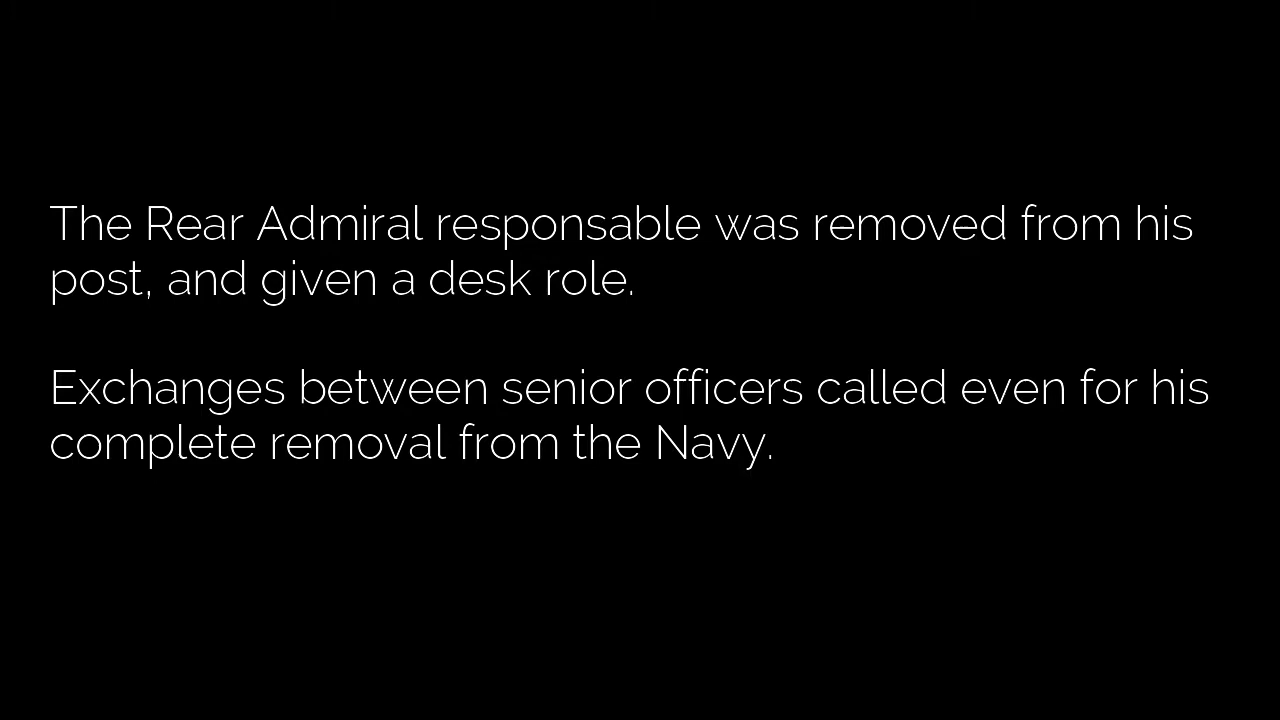 The Rear Admiral responsable was removed from his
post, and given a desk role.
Exchanges between senior officers called even for his
complete removal from the Navy.